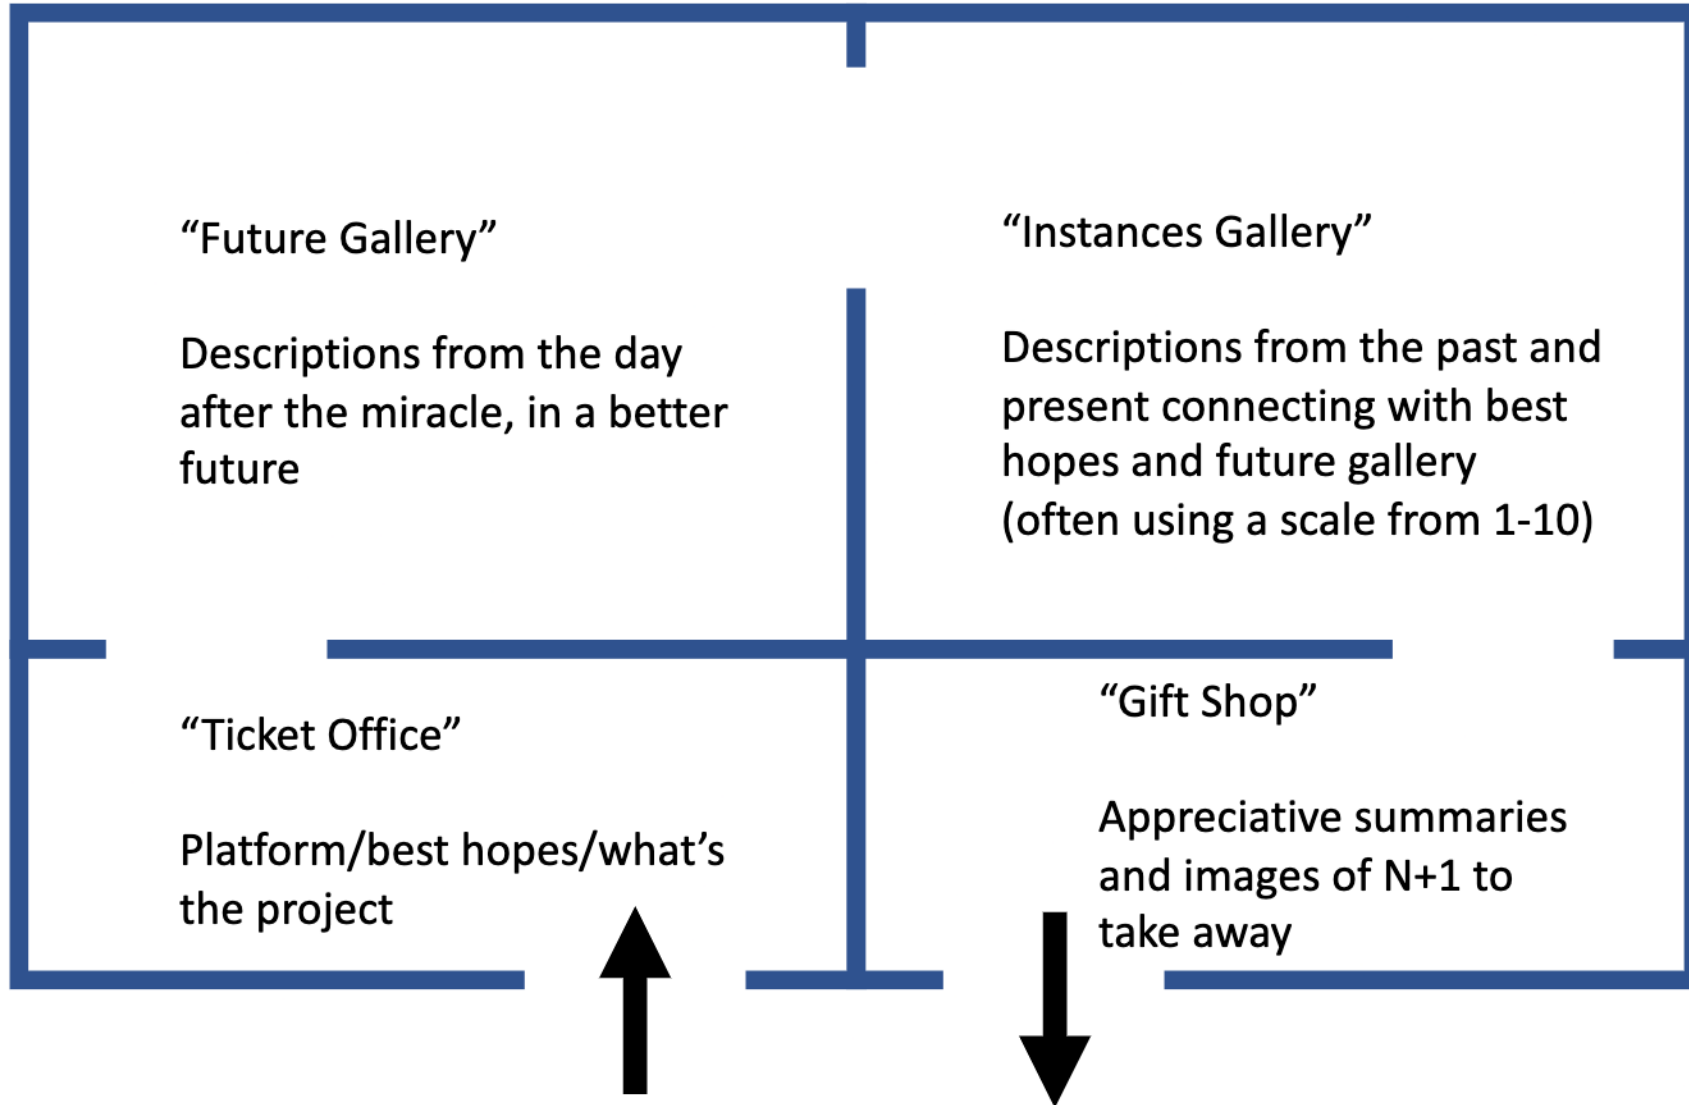 “Future Gallery”
Descriptions from the day
after the miracle, in a better
future
“Instances Gallery”
Descriptions from the past and
present connecting with best
hopes and future gallery
(often using a scale from 1-10)
“Ticket Office”
Platform/best hopes/what’s
the project
“Gift Shop”
Appreciative summaries
and images of N+1 to
take away